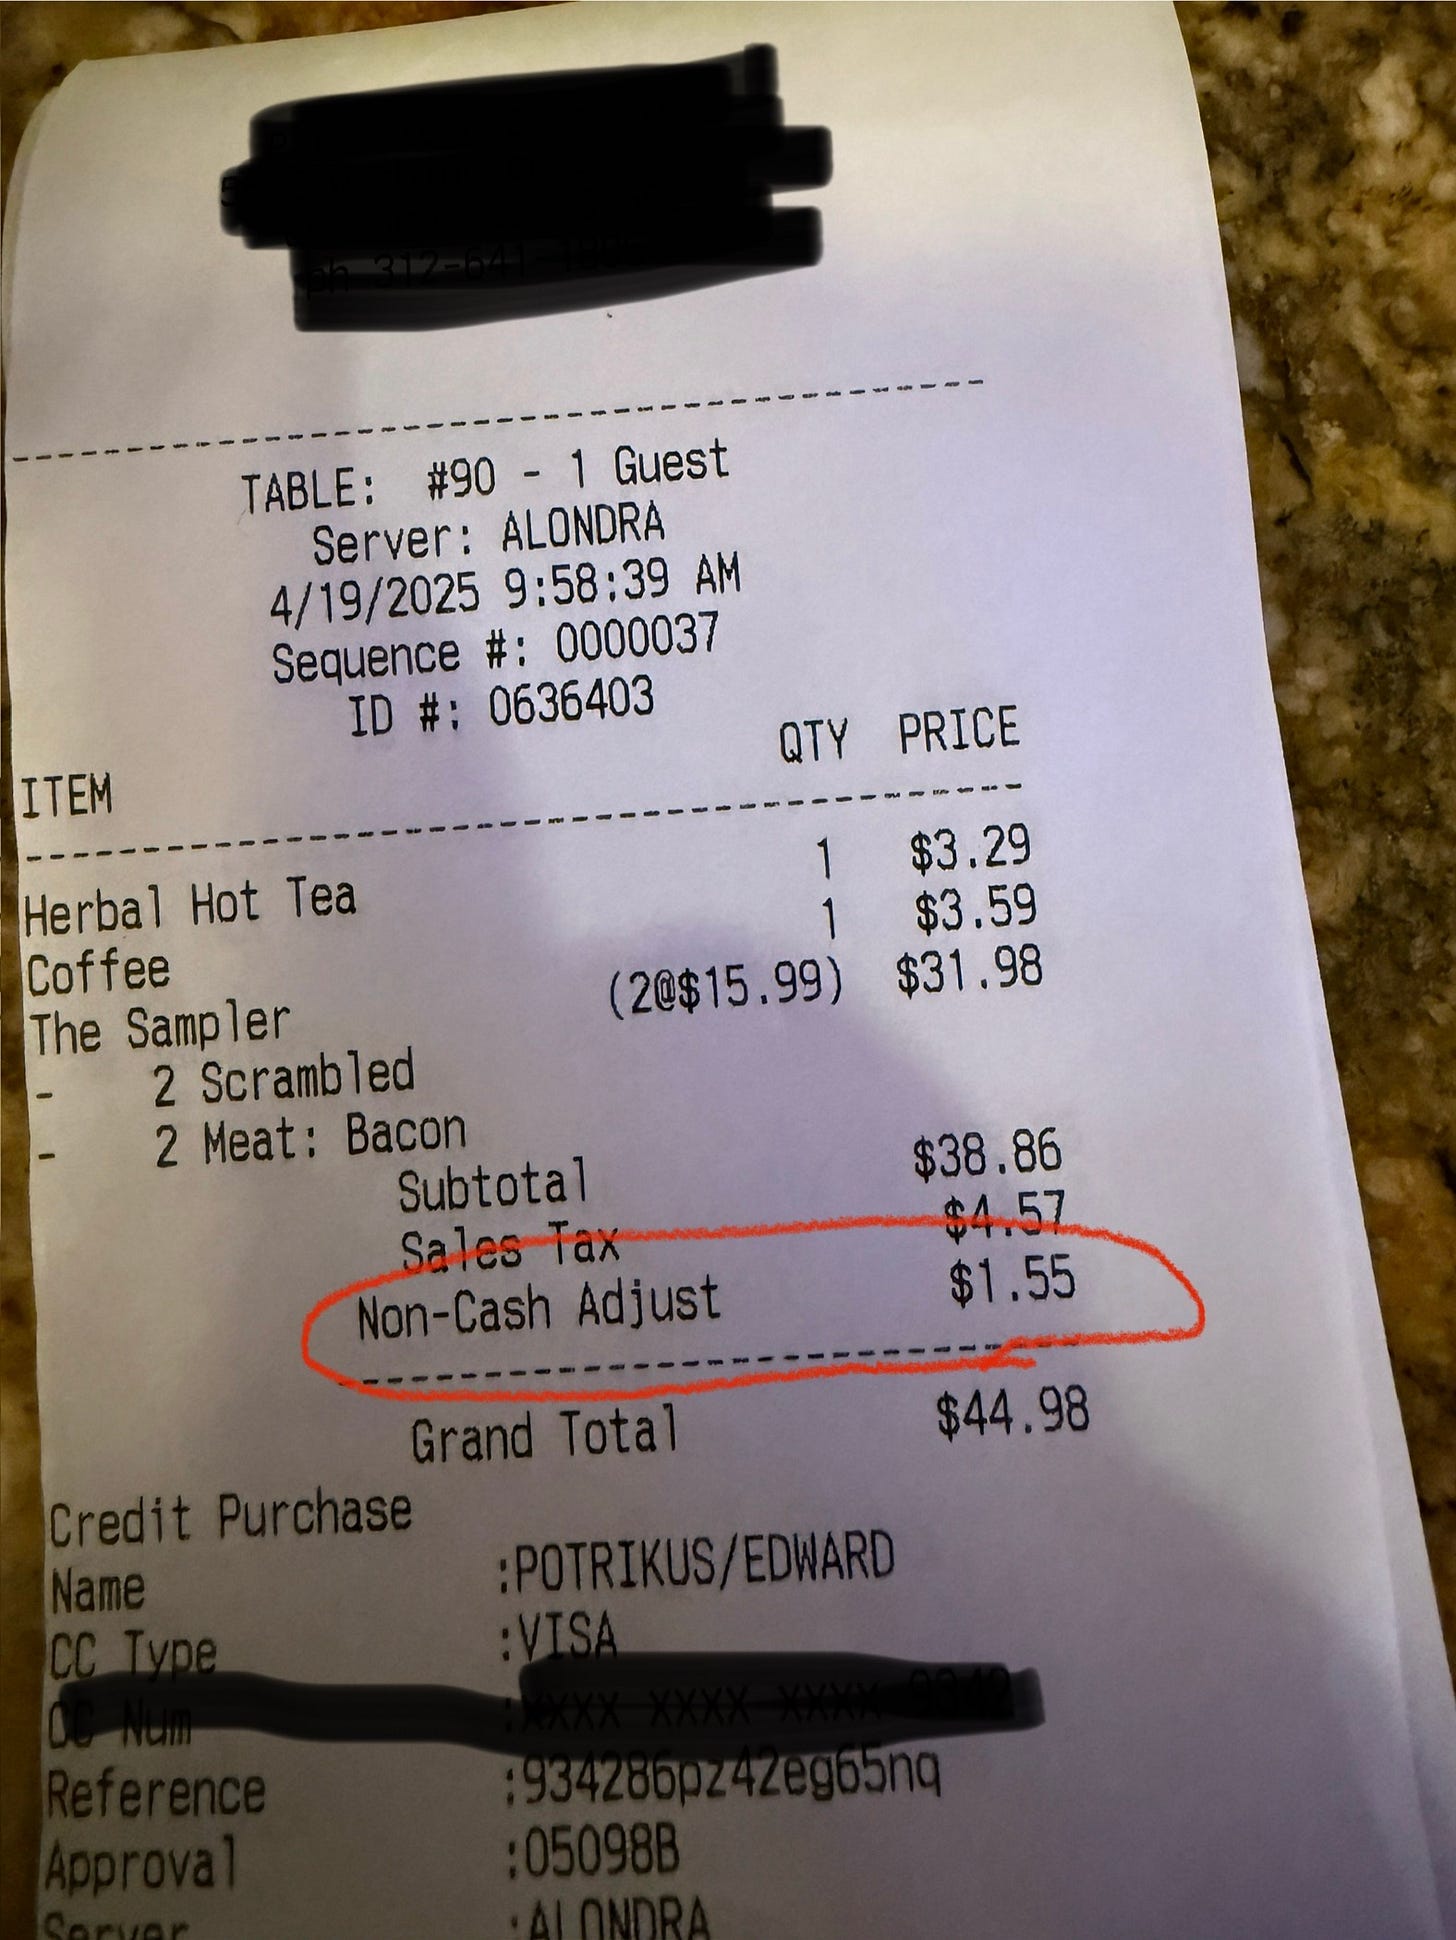 TABLE: #90 - 1 Guest
Server: ALONDRA
4/19/2025 9:58:39 AM
Sequence #: 0000037
ID #: 0636403
ITEM QTY PRICE
Herbal Hot Tea 1 $3.29
Coffee 1 $3.59
The Sampler (2@$15.99) $31.98
- 2 Scrambled
- 2 Meat: Bacon
Subtotal $38.86
Sales Tax $4.57
Non-Cash Adjust $1.55
Grand Total $44.98
Credit Purchase
Name :POTRIKUS/EDWARD
CC Type :VISA
CC Num
Reference :934286pz42eg65nq
Approval :05098B
Server :ALONDRA